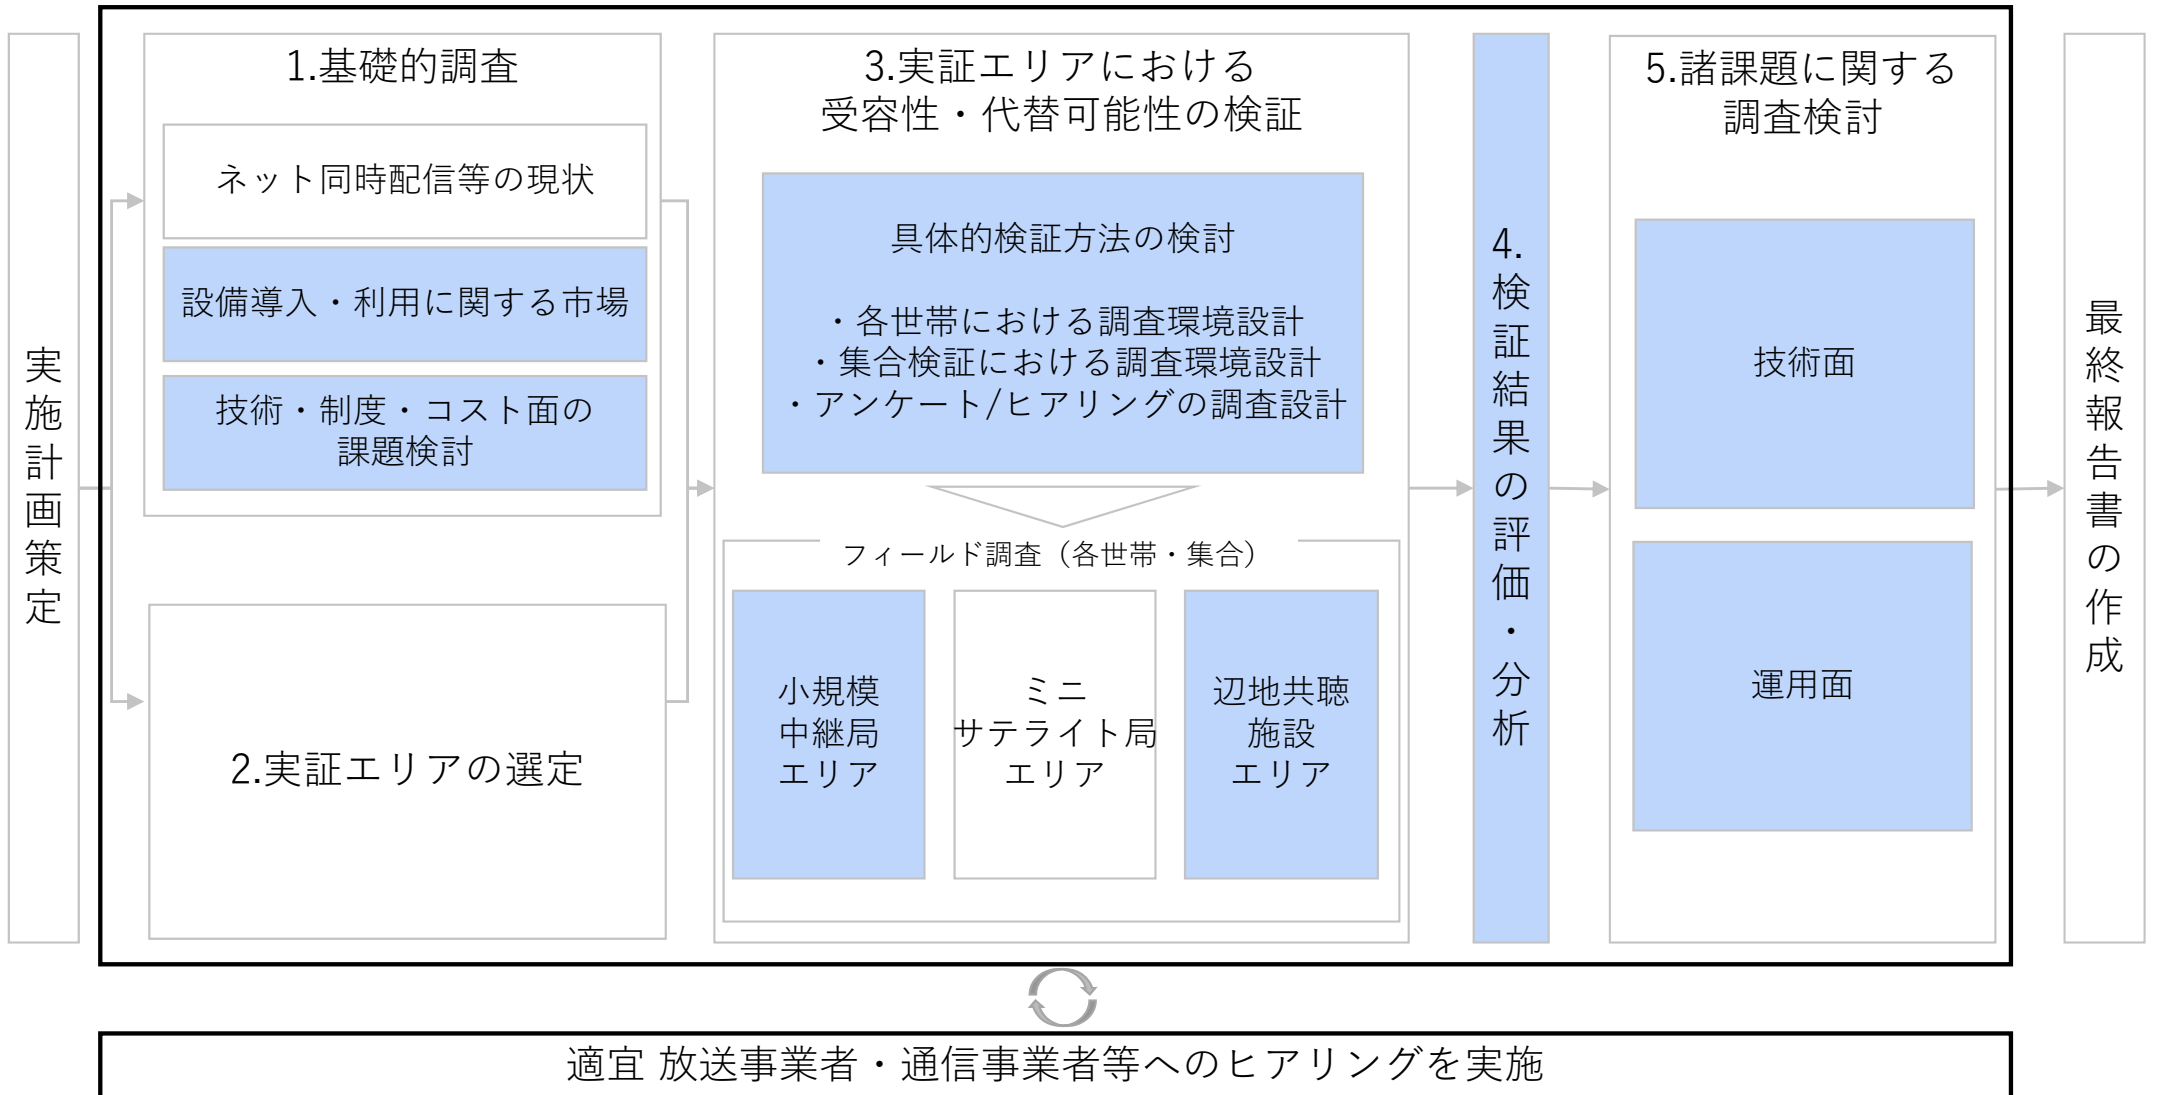 実施計画策定
1.基礎的調査
ネット同時配信等の現状
設備導入・利用に関する市場
技術・制度・コスト面の
課題検討
2.実証エリアの選定
3.実証エリアにおける
受容性・代替可能性の検証
具体的検証方法の検討
・各世帯における調査環境設計
・集合検証における調査環境設計
・アンケート/ヒアリングの調査設計
フィールド調査（各世帯・集合）
小規模
中継局
エリア
ミニ
サテライト局
エリア
辺地共聴
施設
エリア
4.検証結果の評価・分析
5.諸課題に関する
調査検討
技術面
運用面
最終報告書の作成
適宜 放送事業者・通信事業者等へのヒアリングを実施